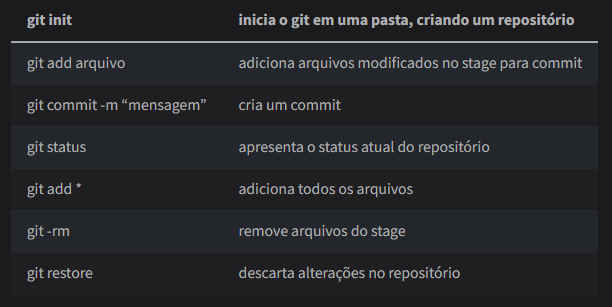 git init inicia o git em uma pasta, criando um repositório
git add arquivo adiciona arquivos modificados no stage para commit
git commit -m “mensagem” cria um commit
git status apresenta o status atual do repositório
git add * adiciona todos os arquivos
git -rm remove arquivos do stage
git restore descarta alterações no repositório